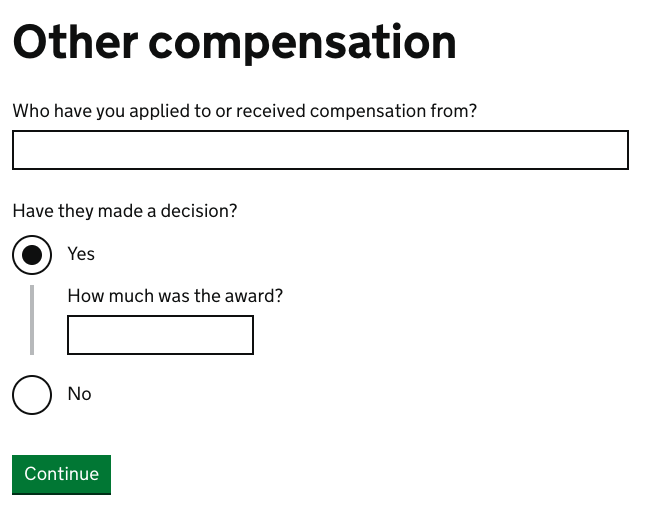 Other compensation
Who have you applied to or received compensation from?
Have they made a decision?
Yes
How much was the award?
No
Continue